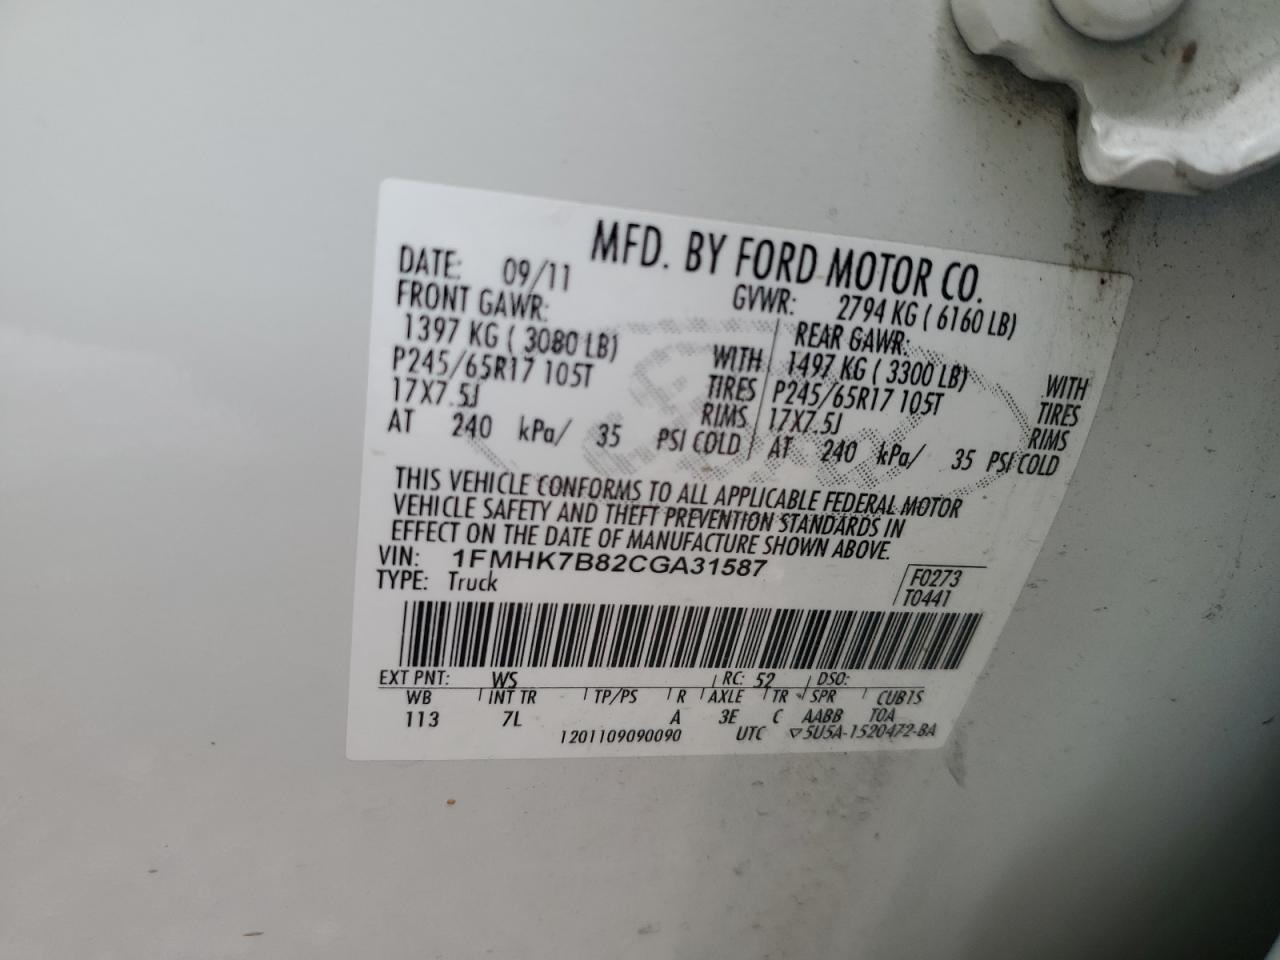 MFD. BY FORD MOTOR CO.
DATE: 09/11 GVWR: 2794 KG ( 6160 LB)
FRONT GAWR: REAR GAWR:
1397 KG ( 3080 LB) WITH 1497 KG ( 3300 LB) WITH
P245/65R17 105T TIRES P245/65R17 105T TIRES
17X7.5J RIMS 17X7.5J RIMS
AT 240 kPa/ 35 PSI COLD AT 240 kPa/ 35 PSI COLD
THIS VEHICLE CONFORMS TO ALL APPLICABLE FEDERAL MOTOR
VEHICLE SAFETY AND THEFT PREVENTION STANDARDS IN
EFFECT ON THE DATE OF MANUFACTURE SHOWN ABOVE.
VIN: 1FMHK7B82CGA31587
TYPE: Truck
F0273
T0441
EXT PNT: WS RC: 52 DSO:
WB INT TR TP/PS R AXLE TR SPR CUB1S
113 7L A 3E C AABB T0A
1201109090090 UTC ▽5U5A-1520472-BA